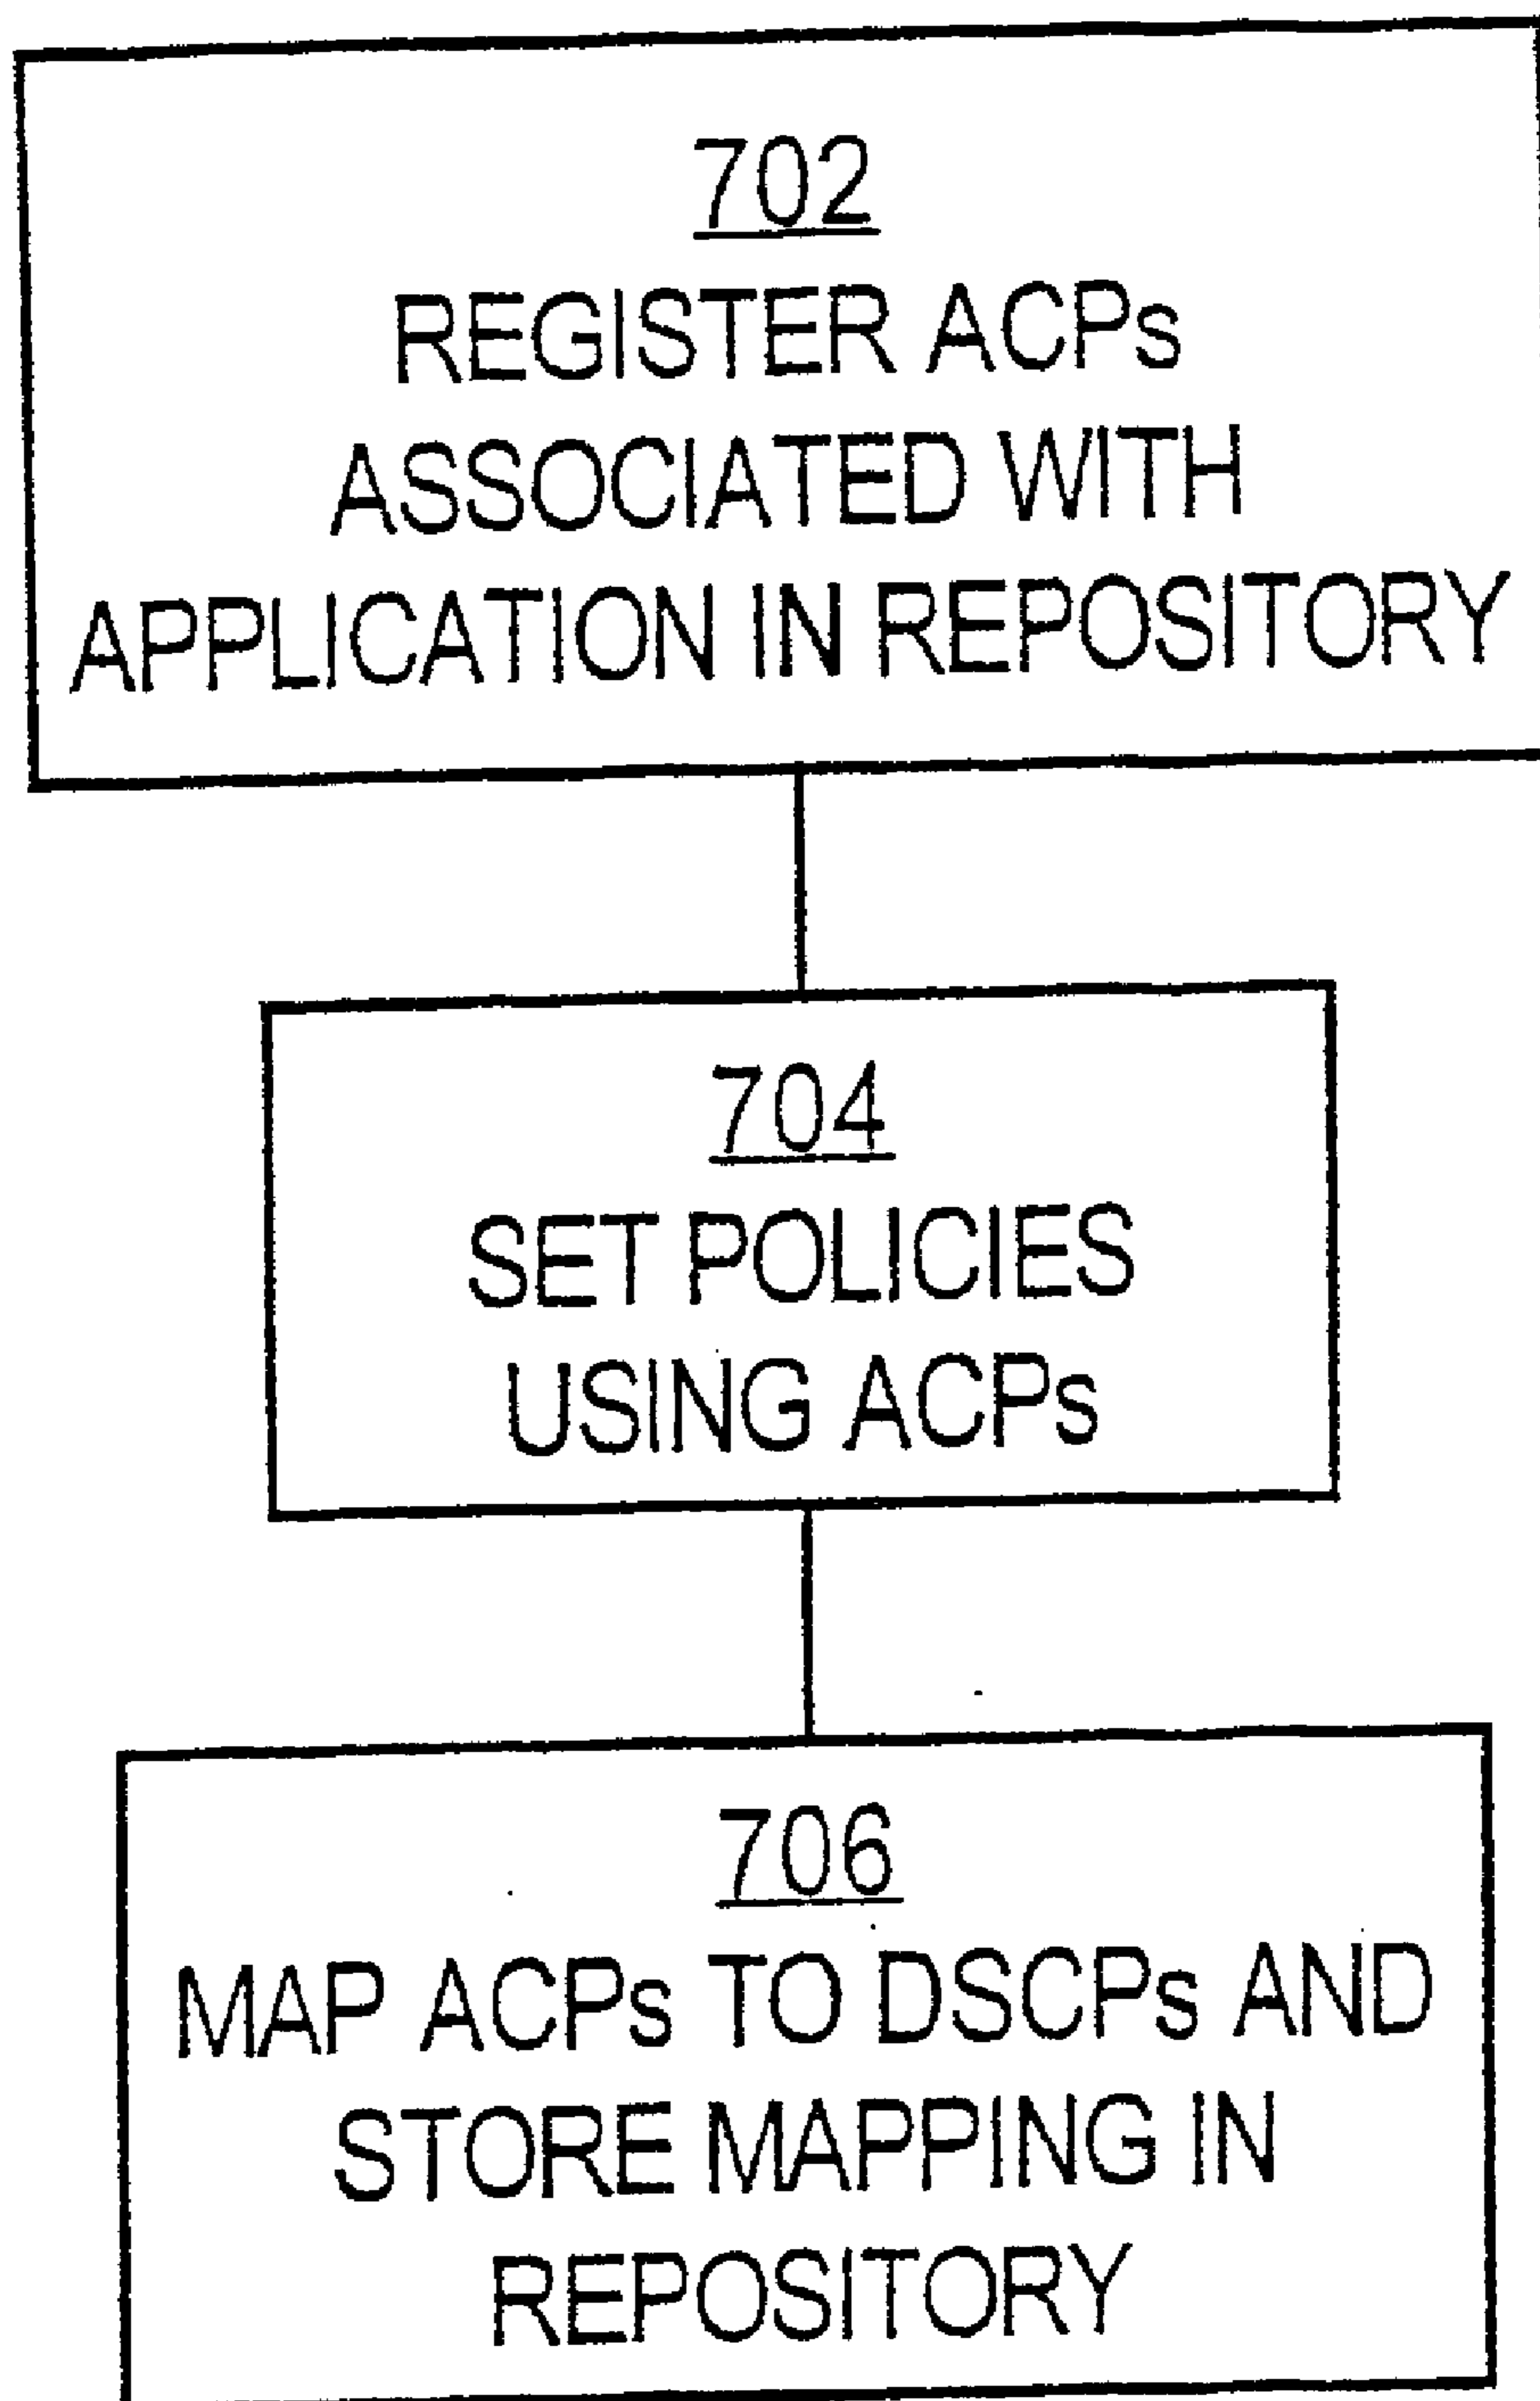 702
REGISTER ACPs
ASSOCIATED WITH
APPLICATION IN REPOSITORY
704
SET POLICIES
USING ACPs
706
MAP ACPs TO DSCPs AND
STORE MAPPING IN
REPOSITORY